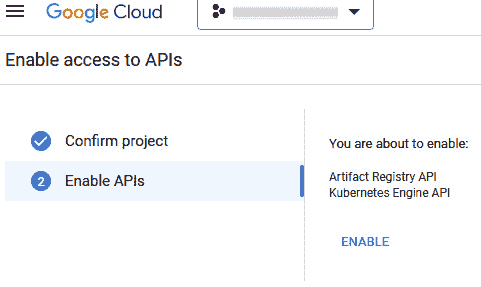 Google Cloud
Enable access to APIs
Confirm project
2 Enable APIs
You are about to enable:
Artifact Registry API
Kubernetes Engine API
ENABLE